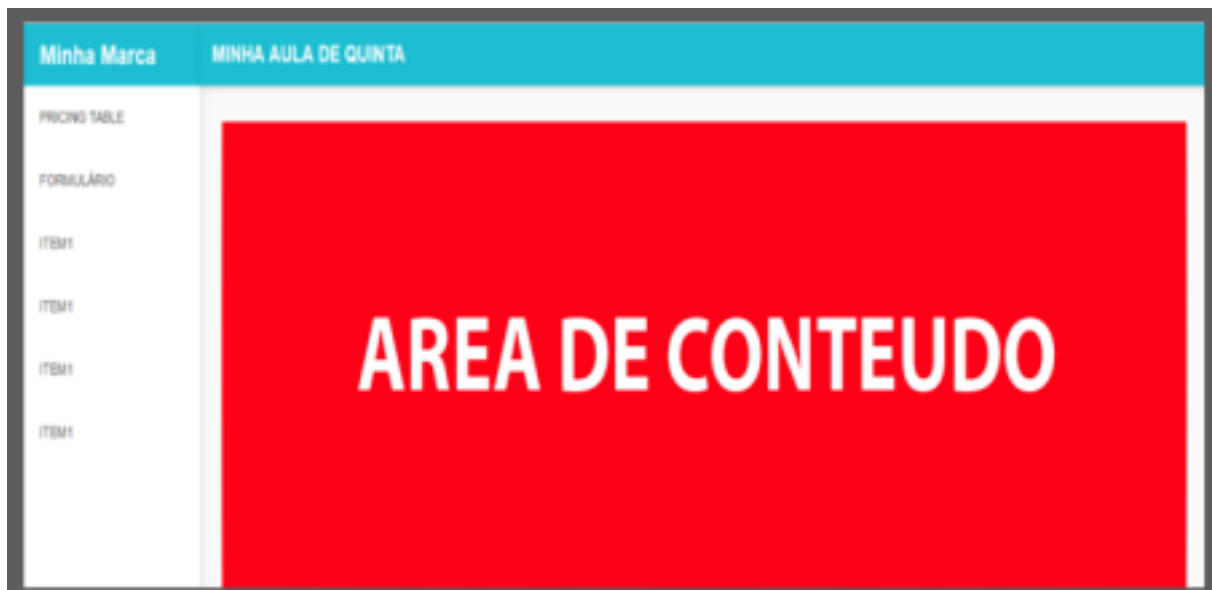 Minha Marca
MINHA AULA DE QUINTA
PRICING TABLE
FORMULÁRIO
ITEM1
ITEM1
ITEM1
ITEM1
AREA DE CONTEUDO